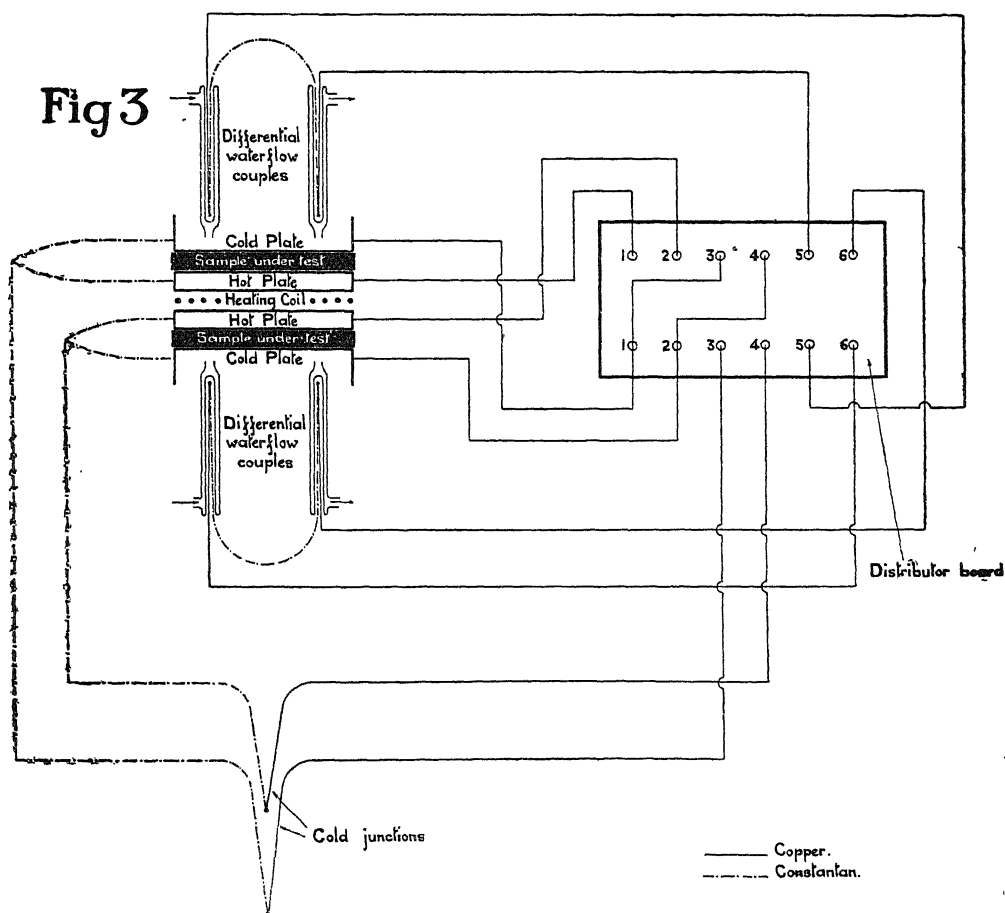 Fig 3
Differential
waterflow
couples
Cold Plate
Sample under test
Hot Plate
Heating Coil
Hot Plate
Sample under test
Cold Plate
Differential
waterflow
couples
1 2 3 4 5 6
1 2 3 4 5 6
Distributor board
Cold junctions
Copper.
Constantan.